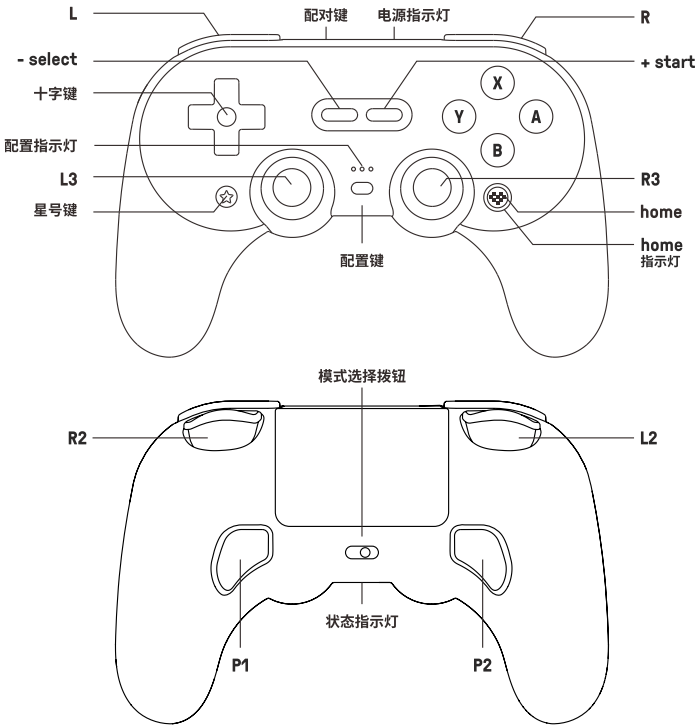 L
配对键
电源指示灯
R
- select
+ start
十字键
X
Y
A
B
配置指示灯
L3
R3
星号键
home
home
指示灯
配置键
模式选择拨钮
R2
L2
状态指示灯
P1
P2